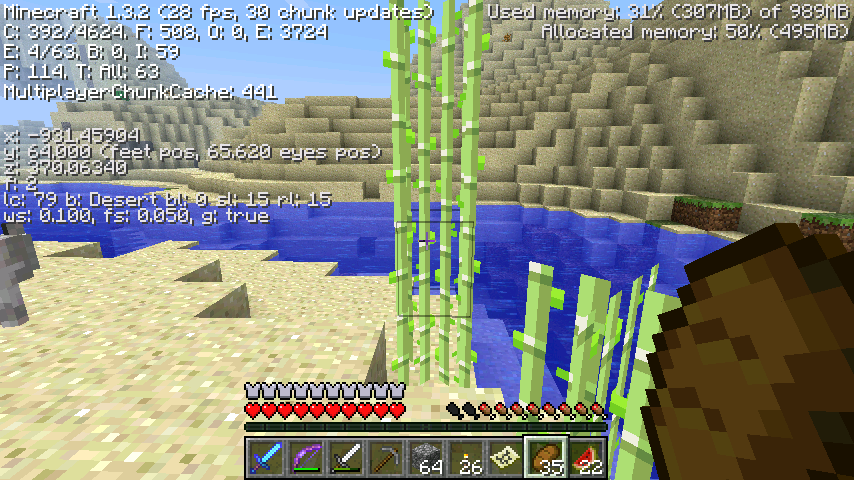 Minecraft 1.3.2 (28 fps, 30 chunk updates)
C: 392/4624, F: 508, O: 0, E: 3724
E: 4/63, B: 0, I: 59
P: 114, T: All: 63
MultiplayerChunkCache: 441
x: -931.45904
y: 64.000 (feet pos, 65.620 eyes pos)
z: 370.06340
f: 2
lc: 79 b: Desert bl: 0 sl: 15 rl: 15
ws: 0.100, fs: 0.050, g: true
Used memory: 31% (307MB) of 989MB
Allocated memory: 50% (495MB)
64 26 35 22